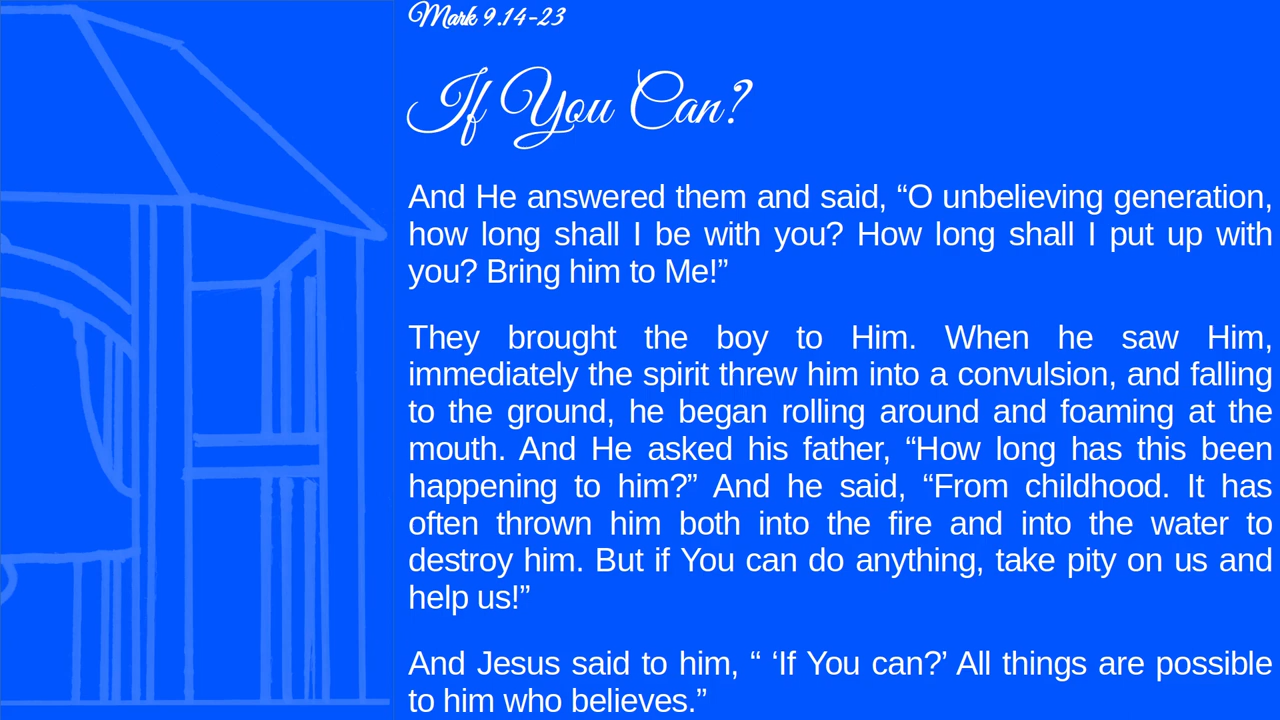 Mark 9.14-23
If You Can?
And He answered them and said, “O unbelieving generation,
how long shall I be with you? How long shall I put up with
you? Bring him to Me!”
They brought the boy to Him. When he saw Him,
immediately the spirit threw him into a convulsion, and falling
to the ground, he began rolling around and foaming at the
mouth. And He asked his father, “How long has this been
happening to him?” And he said, “From childhood. It has
often thrown him both into the fire and into the water to
destroy him. But if You can do anything, take pity on us and
help us!”
And Jesus said to him, “ ‘If You can?’ All things are possible
to him who believes.”